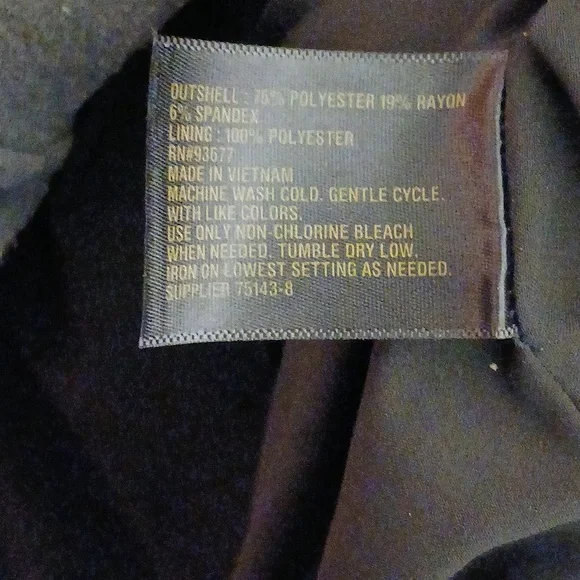 OUTSHELL : 75% POLYESTER 19% RAYON
6% SPANDEX
LINING : 100% POLYESTER
RN#93677
MADE IN VIETNAM
MACHINE WASH COLD. GENTLE CYCLE.
WITH LIKE COLORS.
USE ONLY NON-CHLORINE BLEACH
WHEN NEEDED. TUMBLE DRY LOW.
IRON ON LOWEST SETTING AS NEEDED.
SUPPLIER 75143-8